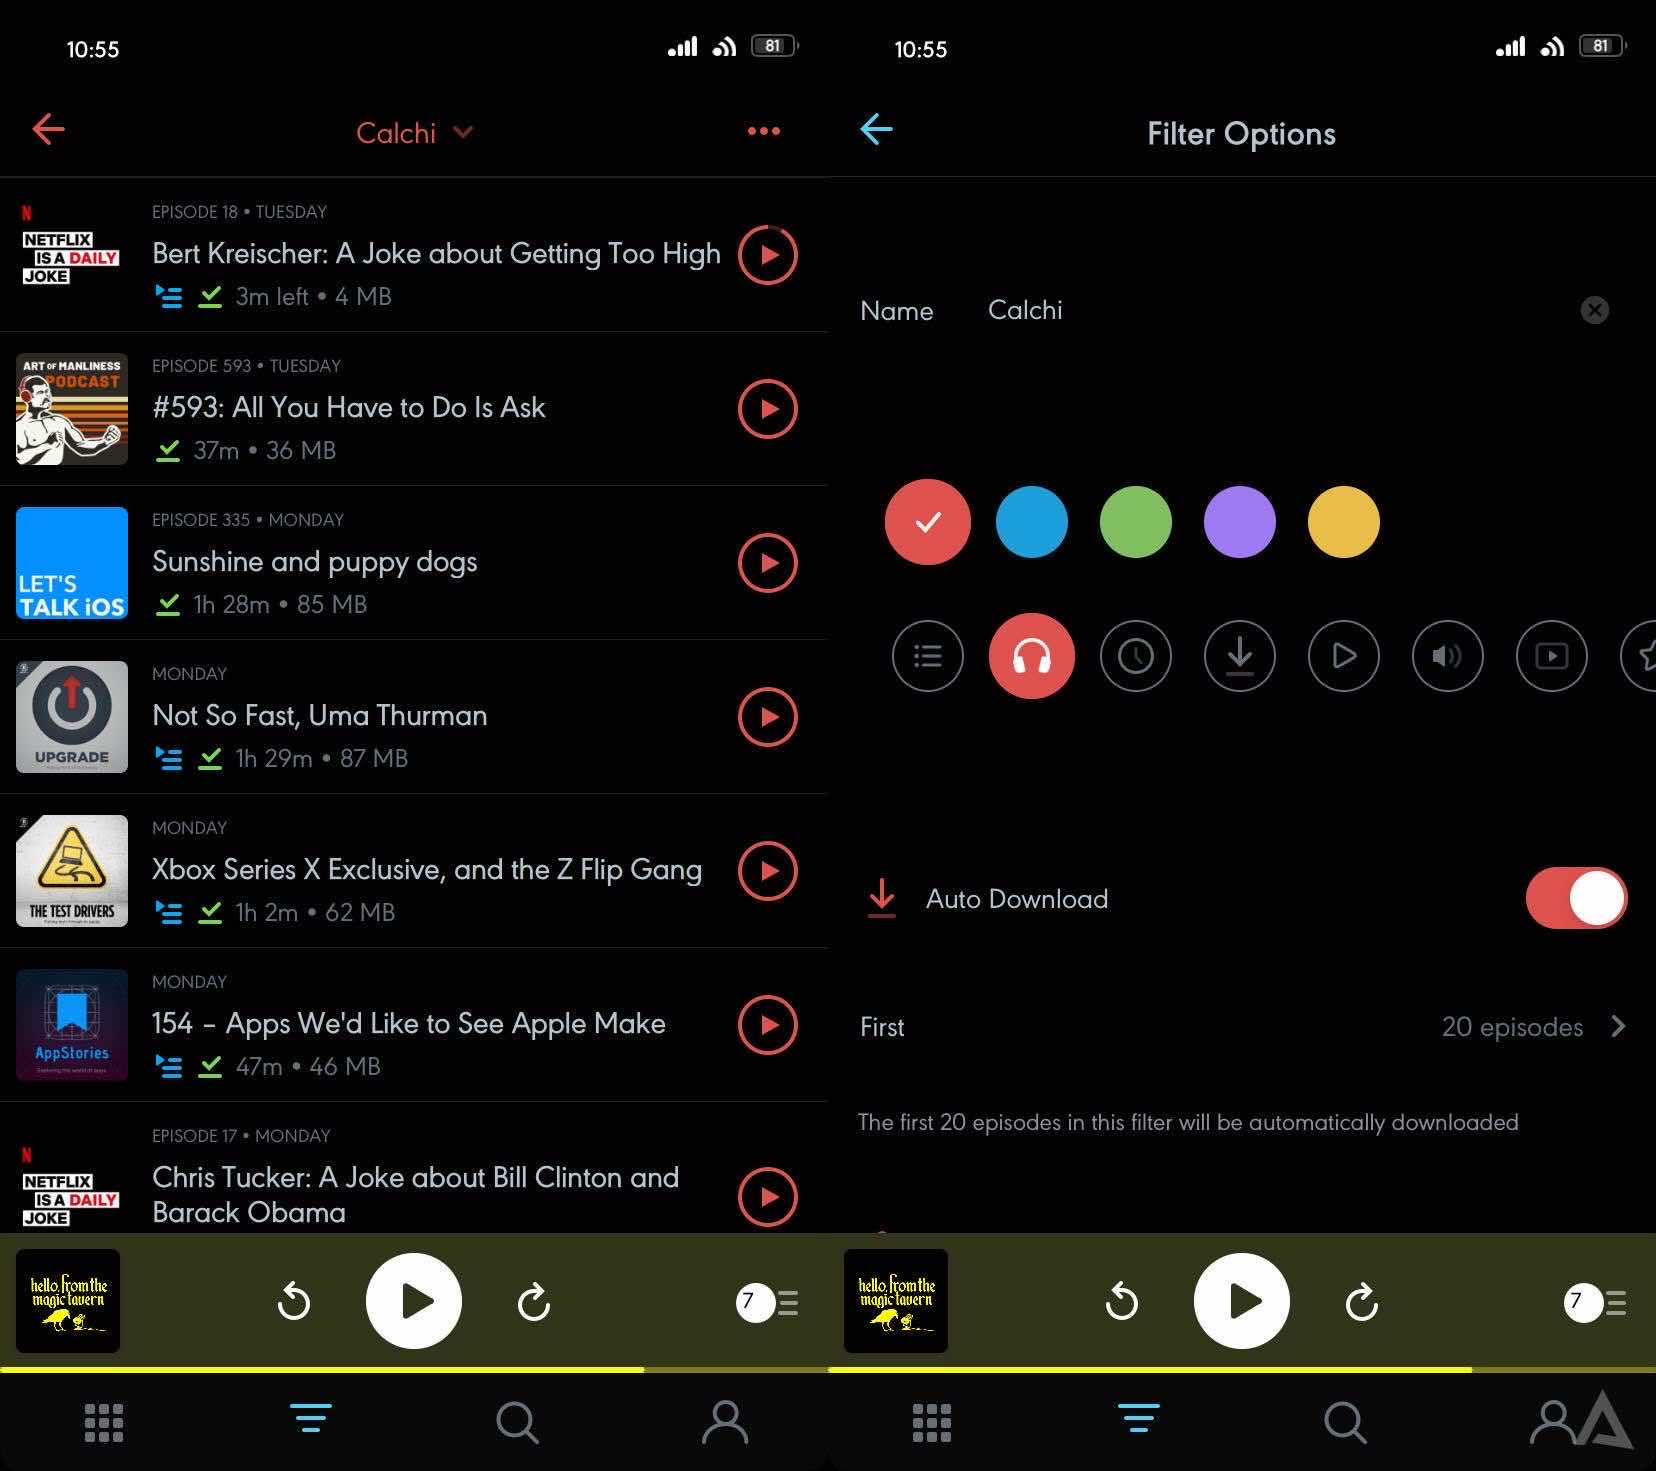 10:55
81
Calchi
N
NETFLIX
IS A DAILY
JOKE
EPISODE 18 • TUESDAY
Bert Kreischer: A Joke about Getting Too High
3m left • 4 MB
ART OF MANLINESS
PODCAST
EPISODE 593 • TUESDAY
#593: All You Have to Do Is Ask
37m • 36 MB
LET'S
TALK iOS
EPISODE 335 • MONDAY
Sunshine and puppy dogs
1h 28m • 85 MB
UPGRADE
MONDAY
Not So Fast, Uma Thurman
1h 29m • 87 MB
THE TEST DRIVERS
MONDAY
Xbox Series X Exclusive, and the Z Flip Gang
1h 2m • 62 MB
AppStories
Exploring the world of apps
MONDAY
154 – Apps We'd Like to See Apple Make
47m • 46 MB
N
NETFLIX
IS A DAILY
JOKE
EPISODE 17 • MONDAY
Chris Tucker: A Joke about Bill Clinton and
Barack Obama
hello, from the
magic tavern
7
10:55
81
Filter Options
Name Calchi
Auto Download
First 20 episodes
The first 20 episodes in this filter will be automatically downloaded
hello, from the
magic tavern
7